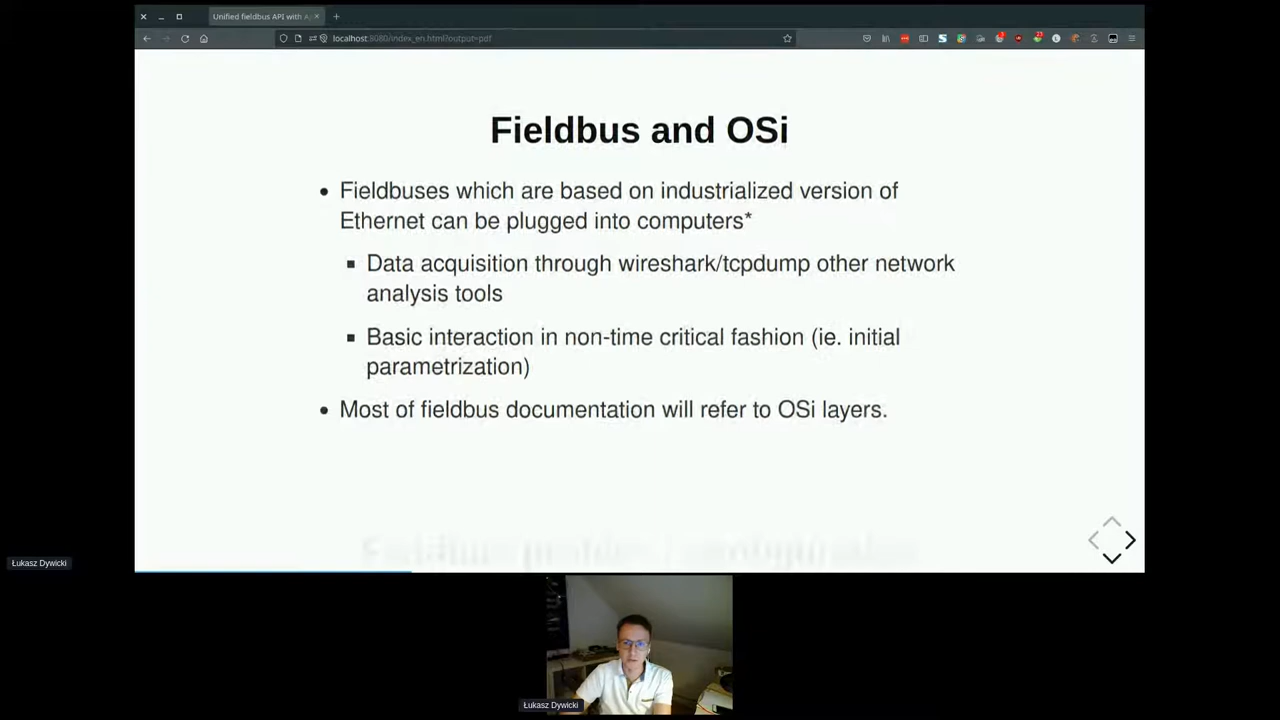 Unified fieldbus API with A
localhost:8080/index_en.html?output=pdf
Fieldbus and OSi
• Fieldbuses which are based on industrialized version of
Ethernet can be plugged into computers*
▪ Data acquisition through wireshark/tcpdump other network
analysis tools
▪ Basic interaction in non-time critical fashion (ie. initial
parametrization)
• Most of fieldbus documentation will refer to OSi layers.
Łukasz Dywicki
Łukasz Dywicki